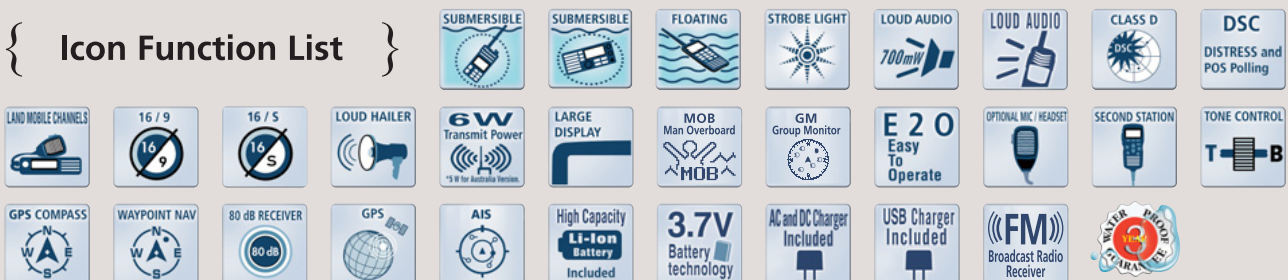 { Icon Function List }
SUBMERSIBLE
SUBMERSIBLE
FLOATING
STROBE LIGHT
LOUD AUDIO
700mW
LOUD AUDIO
CLASS D
DSC
DSC
DISTRESS and
POS Polling
LAND MOBILE CHANNELS
16 / 9
16
9
16 / S
16
S
LOUD HAILER
6W
Transmit Power
*5 W for Australia Version.
LARGE
DISPLAY
MOB
Man Overboard
MOB
GM
Group Monitor
E 2 O
Easy
To
Operate
OPTIONAL MIC / HEADSET
SECOND STATION
TONE CONTROL
T B
GPS COMPASS
N
W E
S
WAYPOINT NAV
N
W E
S
80 dB RECEIVER
80 dB
GPS
AIS
High Capacity
Li-Ion
Battery
Included
3.7V
Battery
technology
AC and DC Charger
Included
USB Charger
Included
FM
Broadcast Radio
Receiver
WATER PROOF
3
YEAR
GUARANTEE